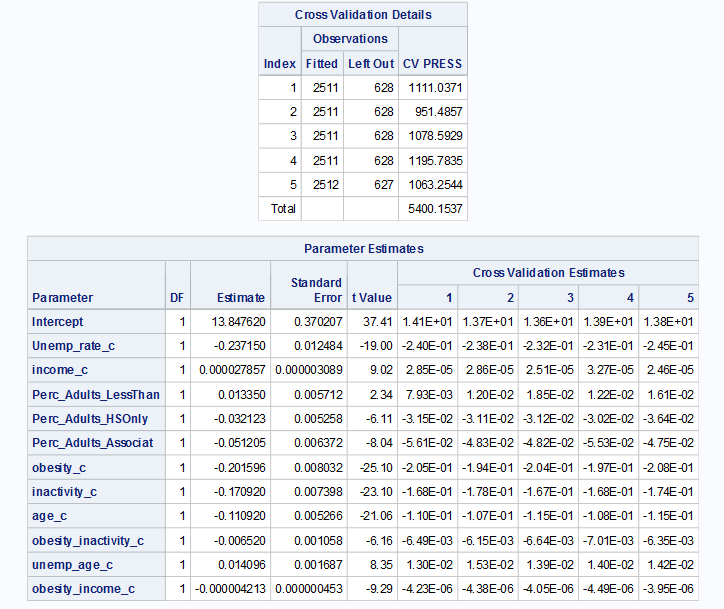 Cross Validation Details
Observations
Index Fitted Left Out CV PRESS
1 2511 628 1111.0371
2 2511 628 951.4857
3 2511 628 1078.5929
4 2511 628 1195.7835
5 2512 627 1063.2544
Total 5400.1537
Parameter Estimates
Cross Validation Estimates
Parameter DF Estimate Standard Error t Value 1 2 3 4 5
Intercept 1 13.847620 0.370207 37.41 1.41E+01 1.37E+01 1.36E+01 1.39E+01 1.38E+01
Unemp_rate_c 1 -0.237150 0.012484 -19.00 -2.40E-01 -2.38E-01 -2.32E-01 -2.31E-01 -2.45E-01
income_c 1 0.000027857 0.000003089 9.02 2.85E-05 2.86E-05 2.51E-05 3.27E-05 2.46E-05
Perc_Adults_LessThan 1 0.013350 0.005712 2.34 7.93E-03 1.20E-02 1.85E-02 1.22E-02 1.61E-02
Perc_Adults_HSOnly 1 -0.032123 0.005258 -6.11 -3.15E-02 -3.11E-02 -3.12E-02 -3.02E-02 -3.64E-02
Perc_Adults_Associat 1 -0.051205 0.006372 -8.04 -5.61E-02 -4.83E-02 -4.82E-02 -5.53E-02 -4.75E-02
obesity_c 1 -0.201596 0.008032 -25.10 -2.05E-01 -1.94E-01 -2.04E-01 -1.97E-01 -2.08E-01
inactivity_c 1 -0.170920 0.007398 -23.10 -1.68E-01 -1.78E-01 -1.67E-01 -1.68E-01 -1.74E-01
age_c 1 -0.110920 0.005266 -21.06 -1.10E-01 -1.07E-01 -1.15E-01 -1.08E-01 -1.15E-01
obesity_inactivity_c 1 -0.006520 0.001058 -6.16 -6.49E-03 -6.15E-03 -6.64E-03 -7.01E-03 -6.35E-03
unemp_age_c 1 0.014096 0.001687 8.35 1.30E-02 1.53E-02 1.39E-02 1.40E-02 1.42E-02
obesity_income_c 1 -0.000004213 0.000000453 -9.29 -4.23E-06 -4.38E-06 -4.05E-06 -4.49E-06 -3.95E-06